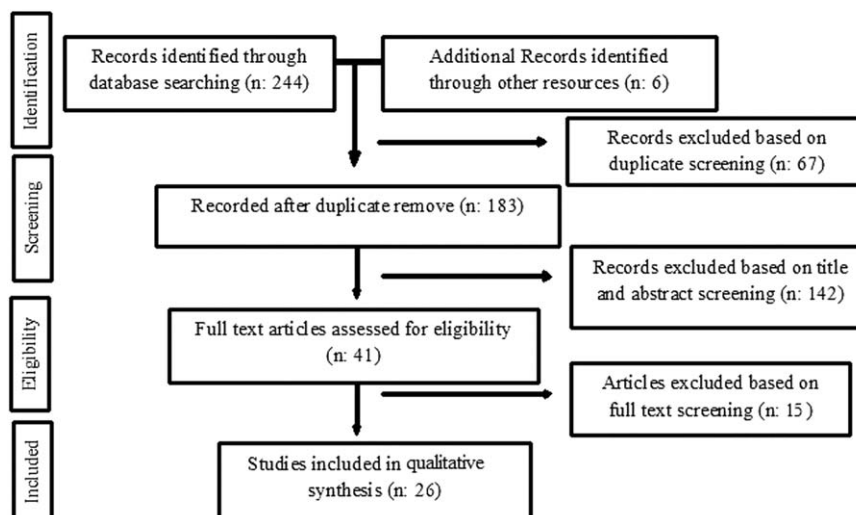 Identification
Records identified through
database searching (n: 244)
Additional Records identified
through other resources (n: 6)
Records excluded based on
duplicate screening (n: 67)
Screening
Recorded after duplicate remove (n: 183)
Records excluded based on title
and abstract screening (n: 142)
Eligibility
Full text articles assessed for eligibility
(n: 41)
Articles excluded based on
full text screening (n: 15)
Included
Studies included in qualitative
synthesis (n: 26)